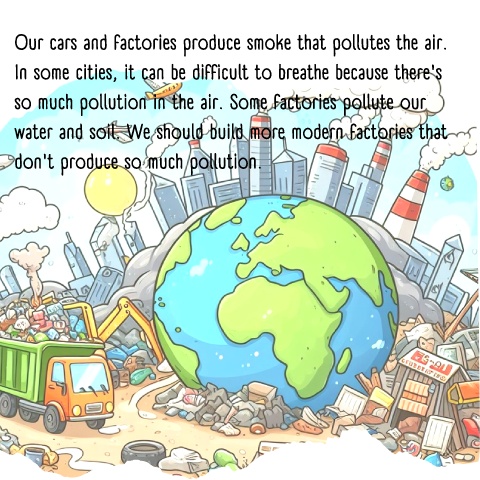 Our cars and factories produce smoke that pollutes the air.
In some cities, it can be difficult to breathe because there's
so much pollution in the air. Some factories pollute our
water and soil. We should build more modern factories that
don't produce so much pollution.